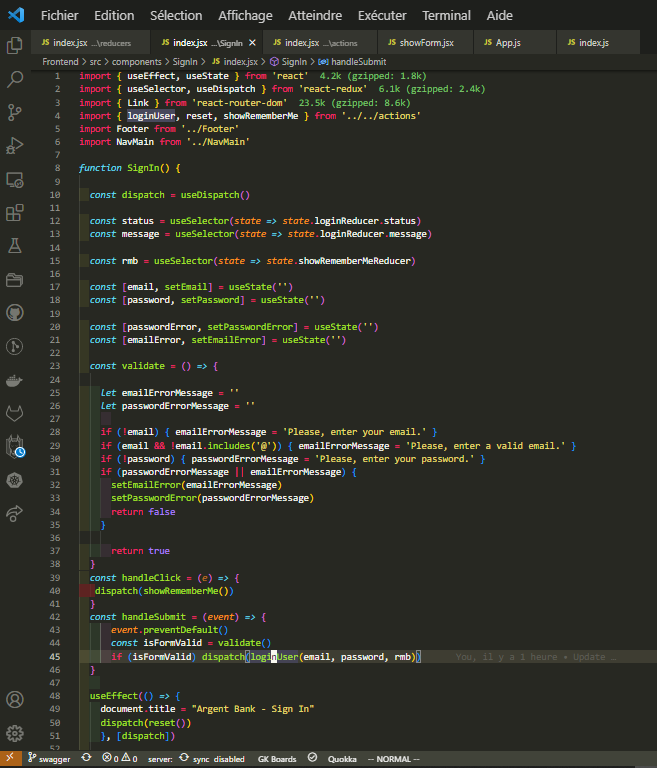 Fichier Edition Sélection Affichage Atteindre Exécuter Terminal Aide
index.jsx ...\reducers index.jsx ...\SignIn index.jsx ...\actions showForm.jsx App.js index.js
Frontend > src > components > SignIn > index.jsx > SignIn > handleSubmit
1 import { useEffect, useState } from 'react' 4.2k (gzipped: 1.8k)
2 import { useSelector, useDispatch } from 'react-redux' 6.1k (gzipped: 2.4k)
3 import { Link } from 'react-router-dom' 23.5k (gzipped: 8.6k)
4 import { loginUser, reset, showRememberMe } from '../../actions'
5 import Footer from '../Footer'
6 import NavMain from '../NavMain'
7
8 function SignIn() {
9
10 const dispatch = useDispatch()
11
12 const status = useSelector(state => state.loginReducer.status)
13 const message = useSelector(state => state.loginReducer.message)
14
15 const rmb = useSelector(state => state.showRememberMeReducer)
16
17 const [email, setEmail] = useState('')
18 const [password, setPassword] = useState('')
19
20 const [passwordError, setPasswordError] = useState('')
21 const [emailError, setEmailError] = useState('')
22
23 const validate = () => {
24
25 let emailErrorMessage = ''
26 let passwordErrorMessage = ''
27
28 if (!email) { emailErrorMessage = 'Please, enter your email.' }
29 if (email && !email.includes('@')) { emailErrorMessage = 'Please, enter a valid email.' }
30 if (!password) { passwordErrorMessage = 'Please, enter your password.' }
31 if (passwordErrorMessage || emailErrorMessage) {
32 setEmailError(emailErrorMessage)
33 setPasswordError(passwordErrorMessage)
34 return false
35 }
36
37 return true
38 }
39 const handleClick = (e) => {
40 dispatch(showRememberMe())
41 }
42 const handleSubmit = (event) => {
43 event.preventDefault()
44 const isFormValid = validate()
45 if (isFormValid) dispatch(loginUser(email, password, rmb)) You, il y a 1 heure • Update …
46 }
47
48 useEffect(() => {
49 document.title = "Argent Bank - Sign In"
50 dispatch(reset())
51 }, [dispatch])
52
swagger 0 0 server: sync disabled GK Boards Quokka -- NORMAL --